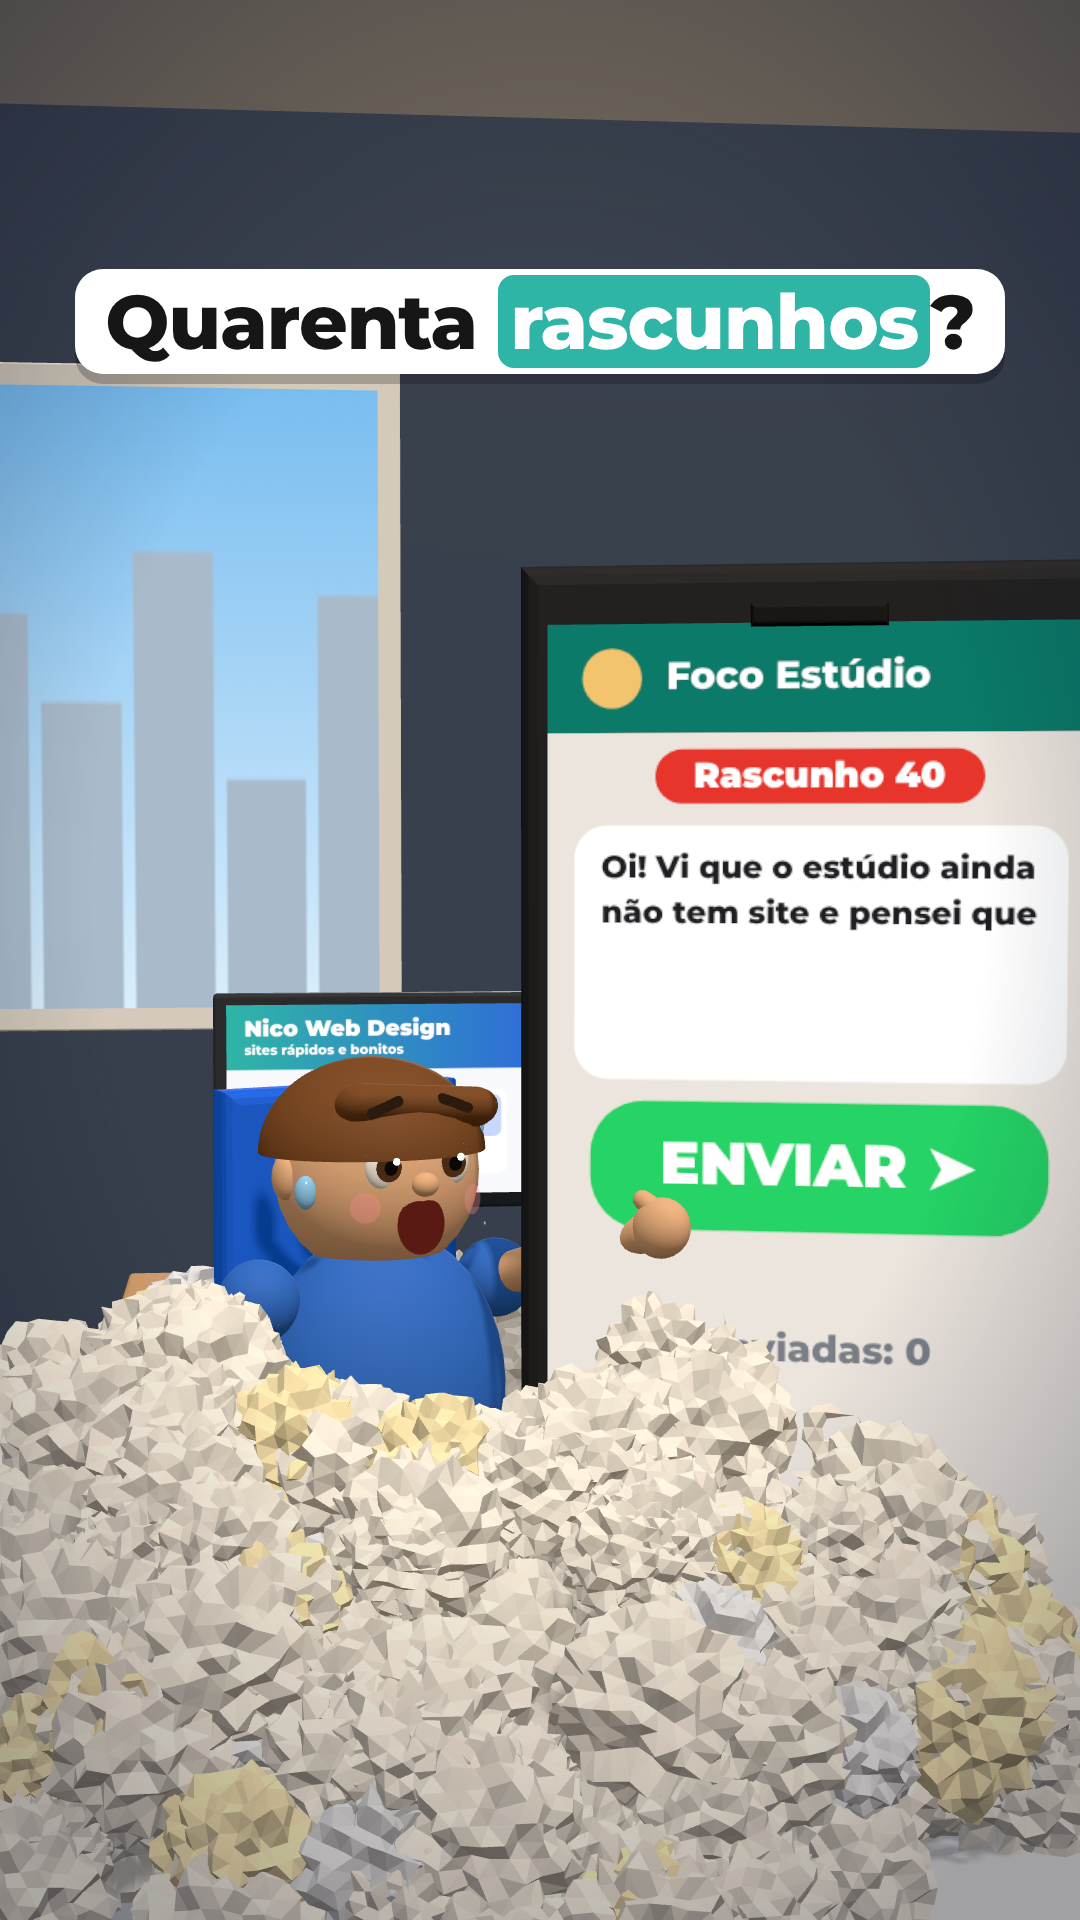 Quarenta rascunhos?
Foco Estúdio
Rascunho 40
Oi! Vi que o estúdio ainda
não tem site e pensei que
ENVIAR ➤
Nico Web Design
sites rápidos e bonitos
viadas: 0